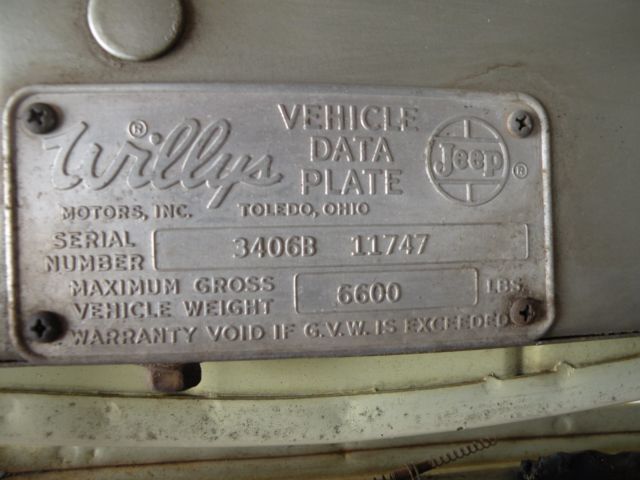 Willys®
VEHICLE
DATA
PLATE
Jeep®
MOTORS, INC. TOLEDO, OHIO
SERIAL NUMBER 3406B 11747
MAXIMUM GROSS VEHICLE WEIGHT 6600 LBS.
WARRANTY VOID IF G.V.W. IS EXCEEDED